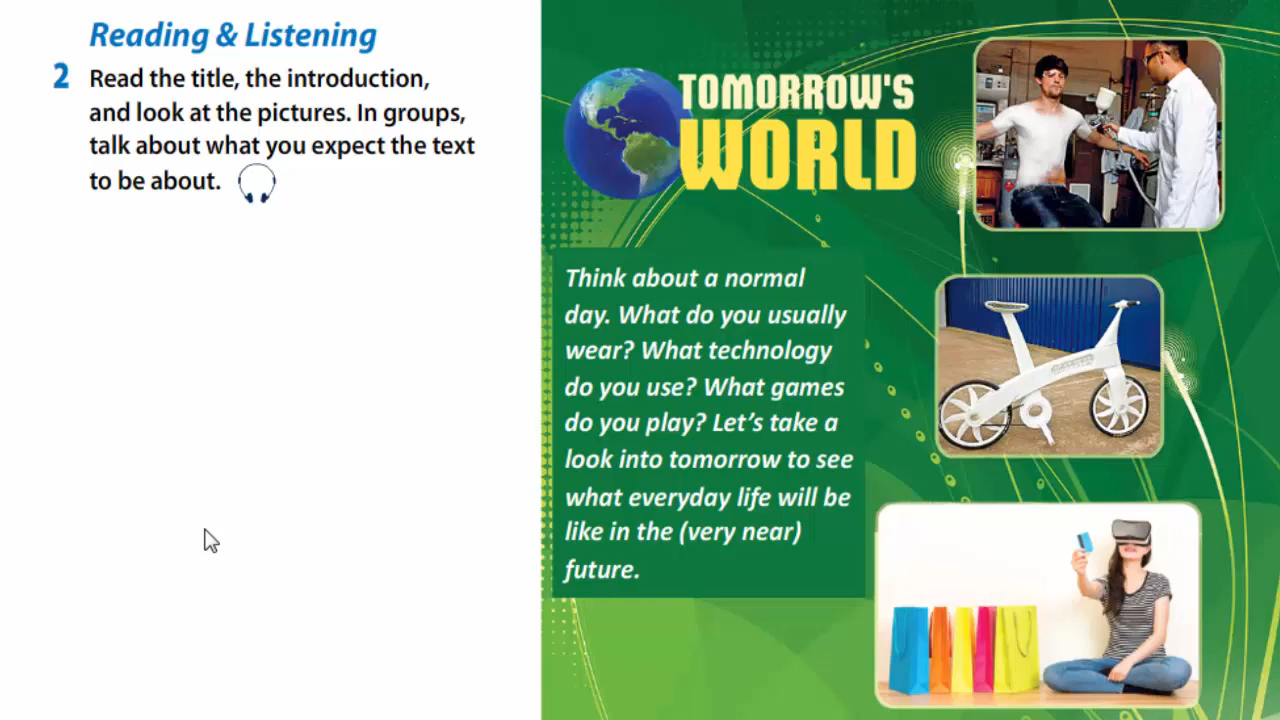 Reading & Listening
2 Read the title, the introduction,
and look at the pictures. In groups,
talk about what you expect the text
to be about.
TOMORROW'S
WORLD
Think about a normal
day. What do you usually
wear? What technology
do you use? What games
do you play? Let's take a
look into tomorrow to see
what everyday life will be
like in the (very near)
future.